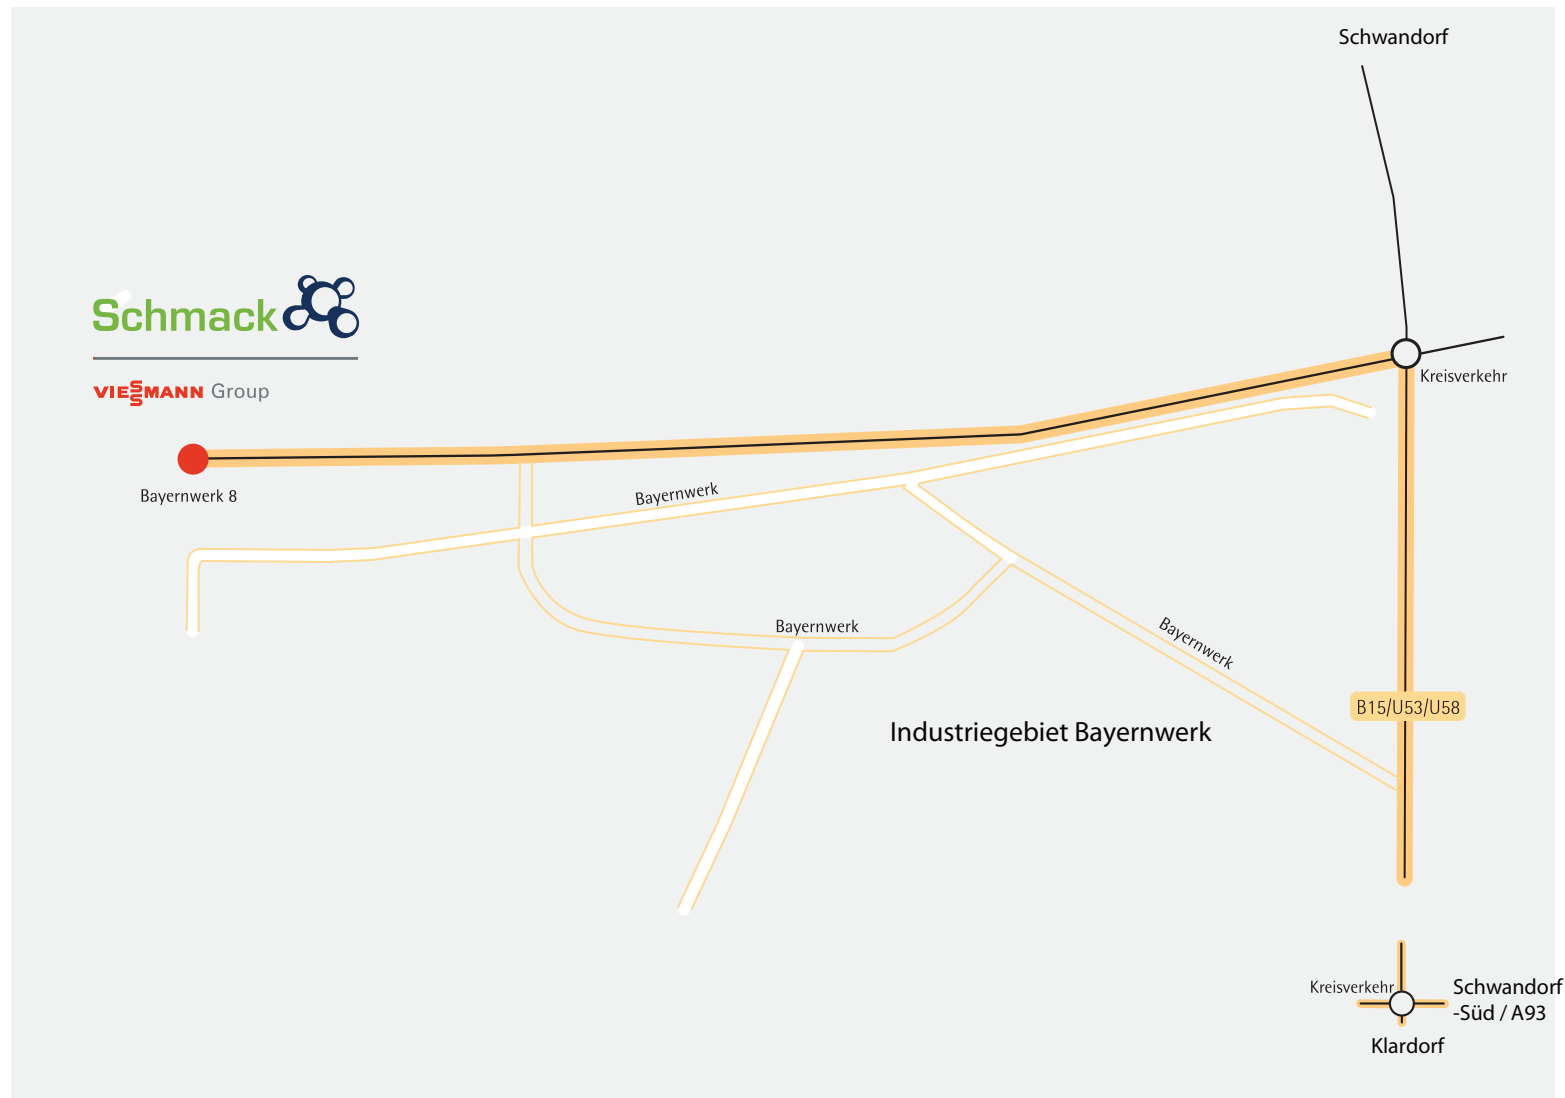 Schwandorf
Schmack
VIESSMANN Group
Kreisverkehr
Bayernwerk 8
Bayernwerk
Bayernwerk
Bayernwerk
B15/U53/U58
Industriegebiet Bayernwerk
Kreisverkehr
Schwandorf
-Süd / A93
Klardorf